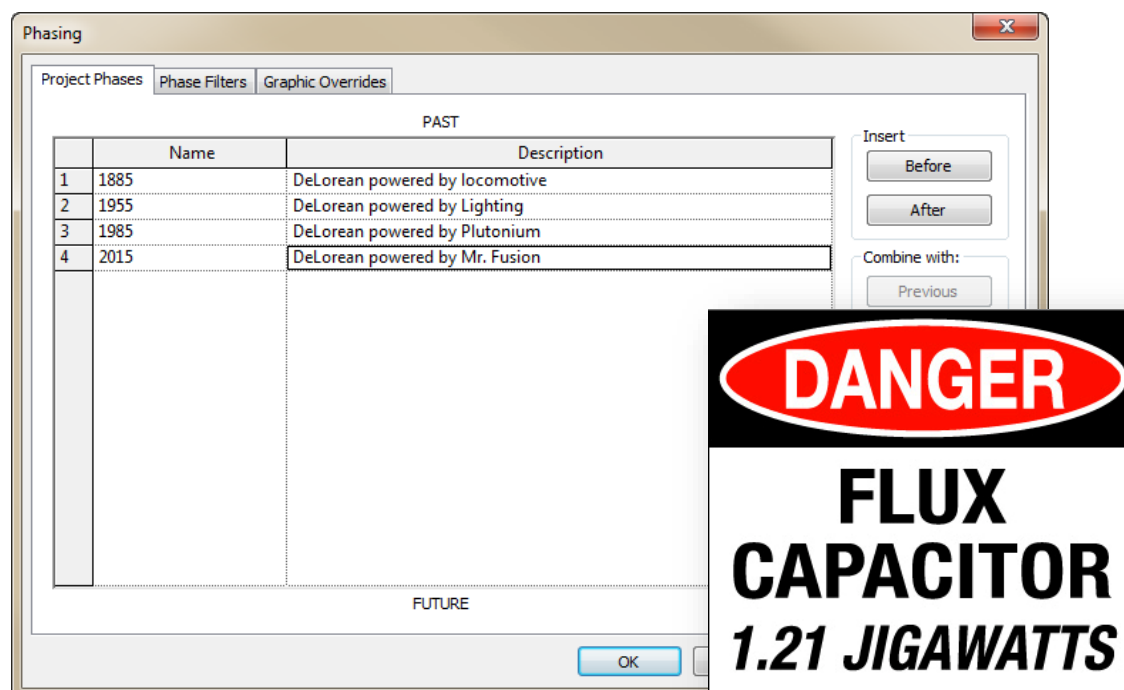 Phasing
Project Phases Phase Filters Graphic Overrides
PAST
Name Description
1 1885 DeLorean powered by locomotive
2 1955 DeLorean powered by Lighting
3 1985 DeLorean powered by Plutonium
4 2015 DeLorean powered by Mr. Fusion
Insert
Before
After
Combine with:
Previous
FUTURE
OK
DANGER
FLUX
CAPACITOR
1.21 JIGAWATTS